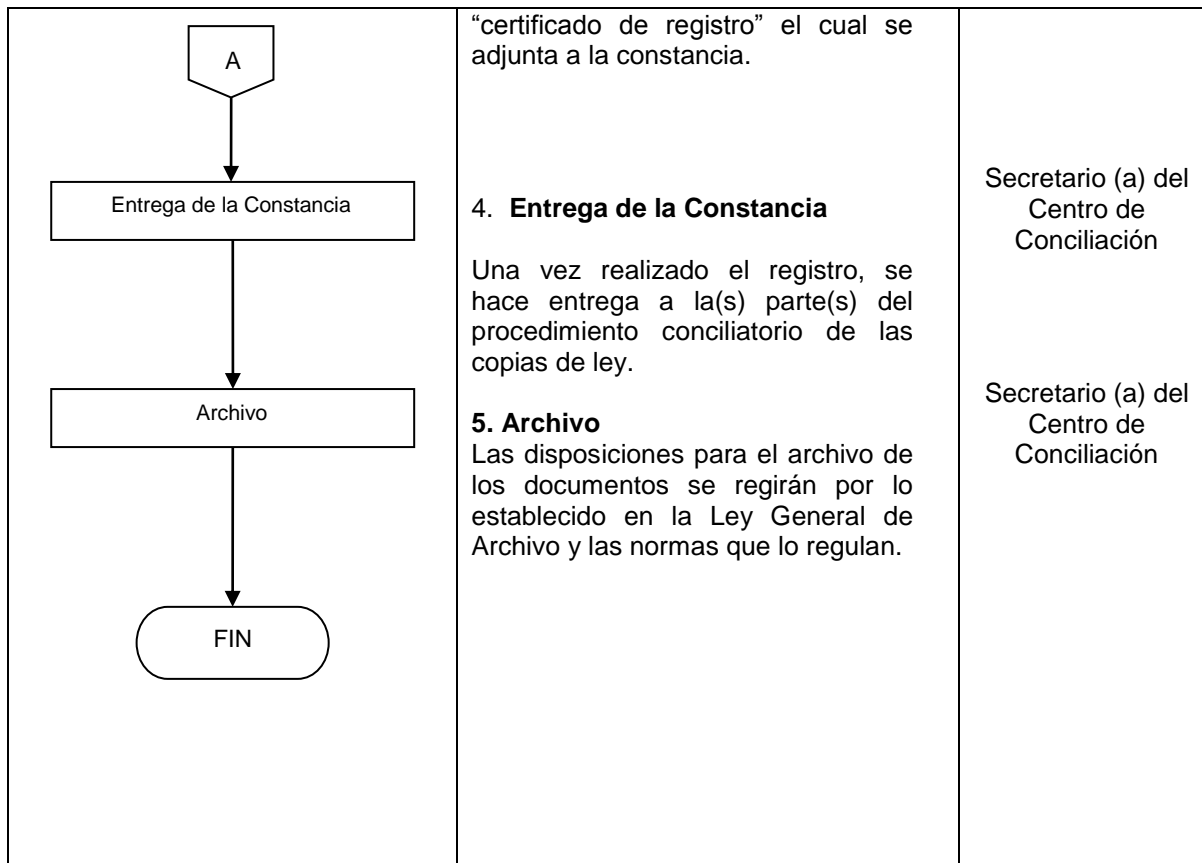 A
Entrega de la Constancia
Archivo
FIN
“certificado de registro” el cual se
adjunta a la constancia.
4. Entrega de la Constancia
Una vez realizado el registro, se
hace entrega a la(s) parte(s) del
procedimiento conciliatorio de las
copias de ley.
5. Archivo
Las disposiciones para el archivo de
los documentos se regirán por lo
establecido en la Ley General de
Archivo y las normas que lo regulan.
Secretario (a) del
Centro de
Conciliación
Secretario (a) del
Centro de
Conciliación